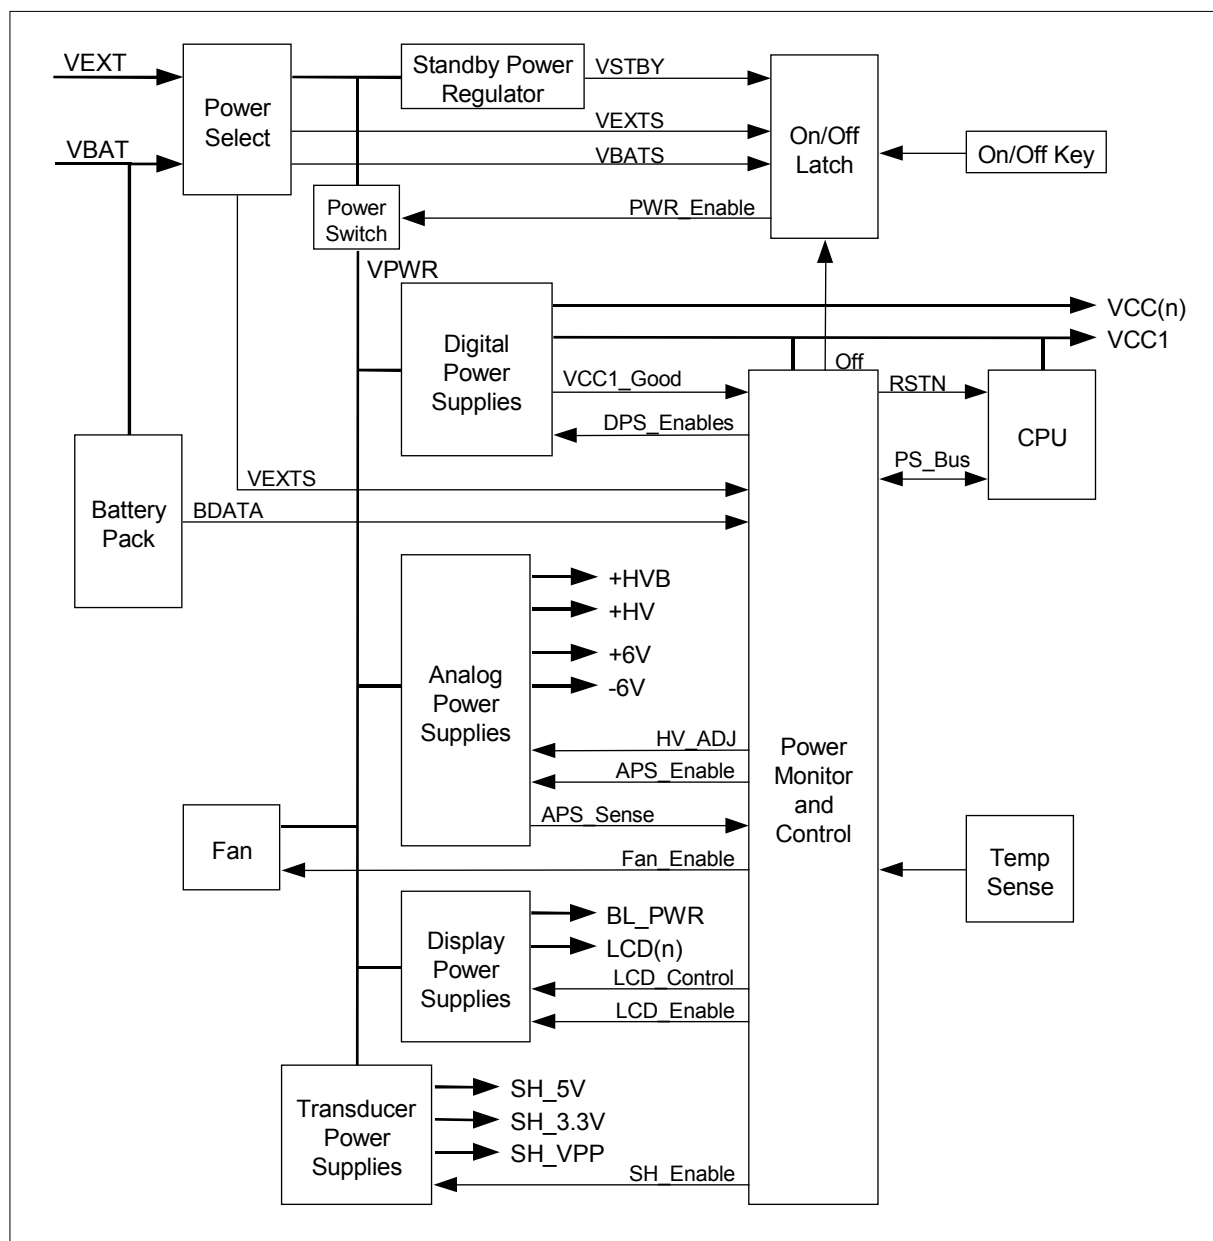 VEXT
VBAT
Power
Select
Standby Power
Regulator
VSTBY
VEXTS
VBATS
On/Off
Latch
On/Off Key
Power
Switch
PWR_Enable
VPWR
Digital
Power
Supplies
VCC(n)
VCC1
VCC1_Good
DPS_Enables
Off
RSTN
PS_Bus
CPU
Battery
Pack
VEXTS
BDATA
Analog
Power
Supplies
+HVB
+HV
+6V
-6V
HV_ADJ
APS_Enable
APS_Sense
Power
Monitor
and
Control
Fan
Fan_Enable
Temp
Sense
Display
Power
Supplies
BL_PWR
LCD(n)
LCD_Control
LCD_Enable
Transducer
Power
Supplies
SH_5V
SH_3.3V
SH_VPP
SH_Enable